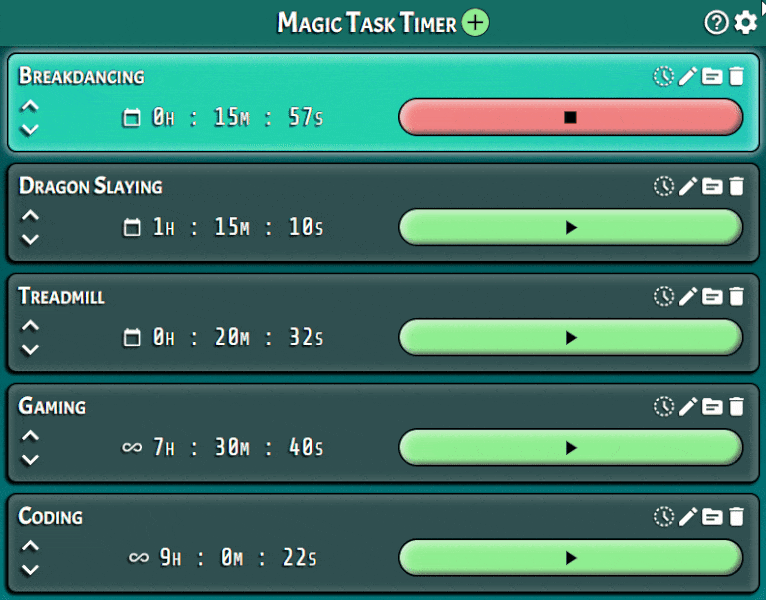 Magic Task Timer
Breakdancing
0h : 15m : 57s
Dragon Slaying
1h : 15m : 10s
Treadmill
0h : 20m : 32s
Gaming
7h : 30m : 40s
Coding
9h : 0m : 22s